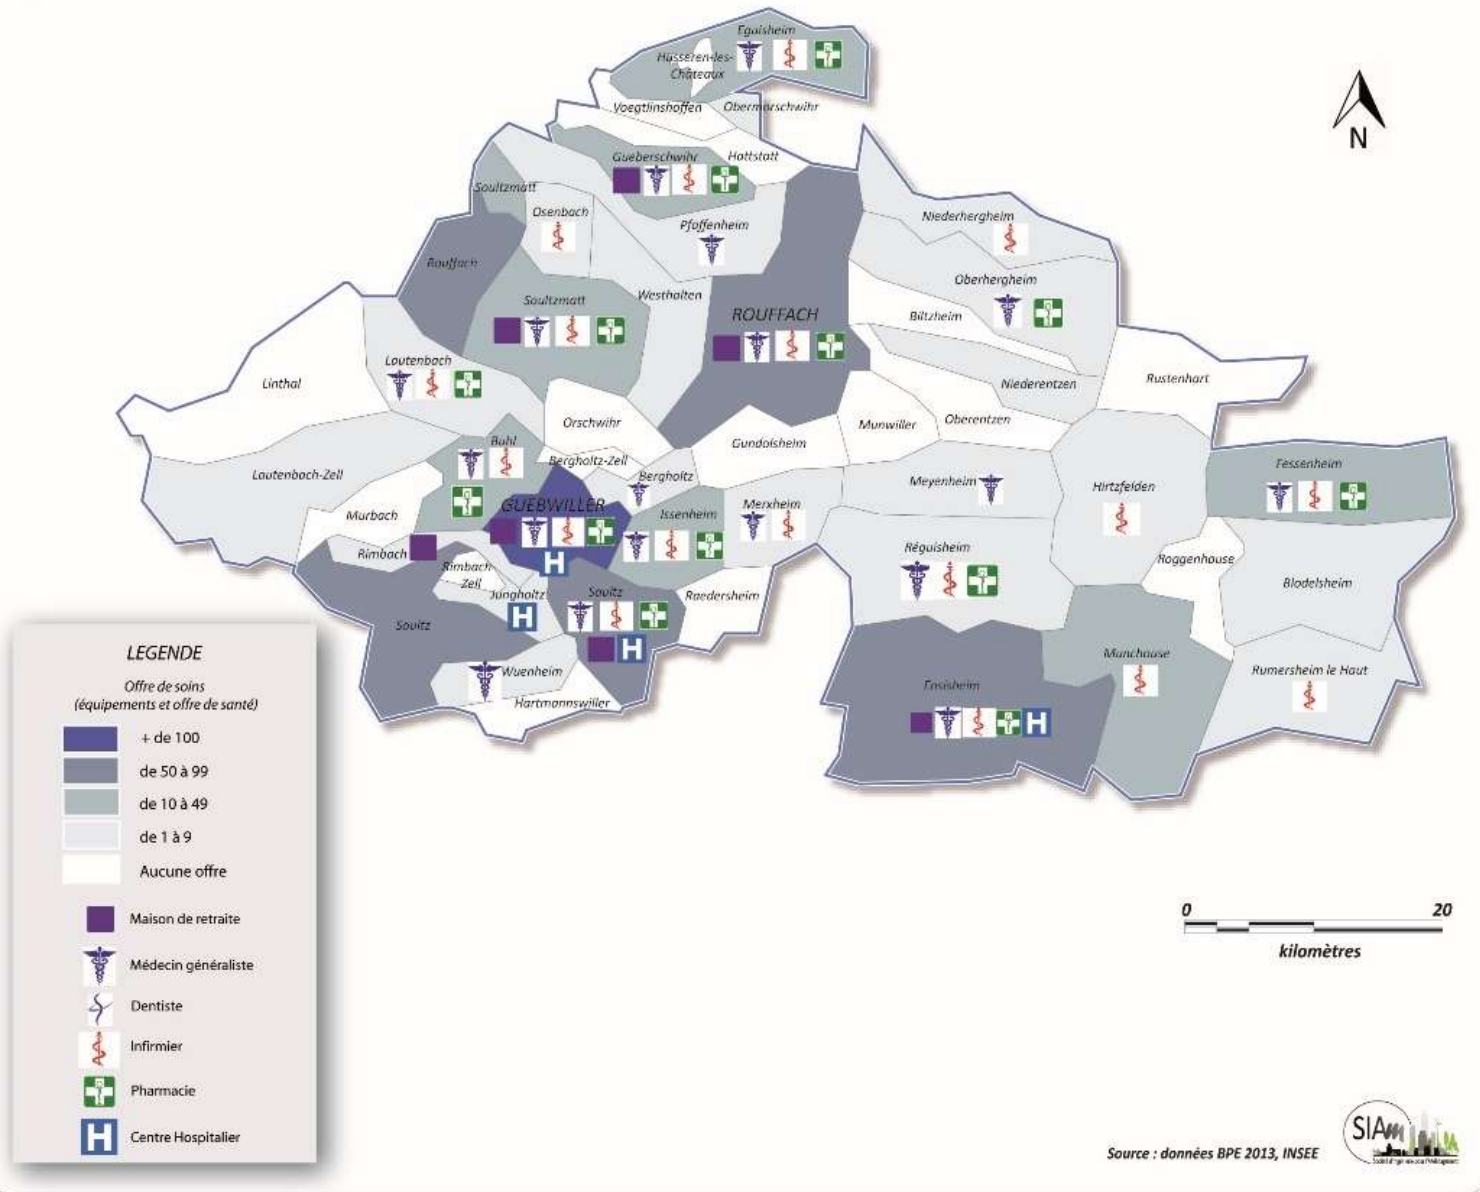 Eguisheim
Husseren-les-
Châteaux
Voegtlinshoffen
Obermorschwihr
Gueberschwihr
Hattstatt
Soultzmatt
Osenbach
Pfaffenheim
Niederhergheim
Rouffach
Oberhergheim
Soultzmatt
Westhalten
ROUFFACH
Biltzheim
Linthal
Lautenbach
Niederentzen
Rustenhart
Orschwihr
Munwiller
Oberentzen
Gundolsheim
Buhl
Bergholtz-Zell
Lautenbach-Zell
Bergholtz
Meyenheim
Hirtzfelden
Fessenheim
GUEBWILLER
Murbach
Issenheim
Merxheim
Rimbach
Réguisheim
Roggenhouse
Rimbach
Zell
Jungholtz
Soultz
Raedersheim
Blodelsheim
Soultz
Munchouse
Wuenheim
Rumersheim le Haut
Ensisheim
Hartmannswiller
N
LEGENDE
Offre de soins
(équipements et offre de santé)
+ de 100
de 50 à 99
de 10 à 49
de 1 à 9
Aucune offre
Maison de retraite
Médecin généraliste
Dentiste
Infirmier
Pharmacie
H Centre Hospitalier
0 20
kilomètres
Source : données BPE 2013, INSEE
SIAm